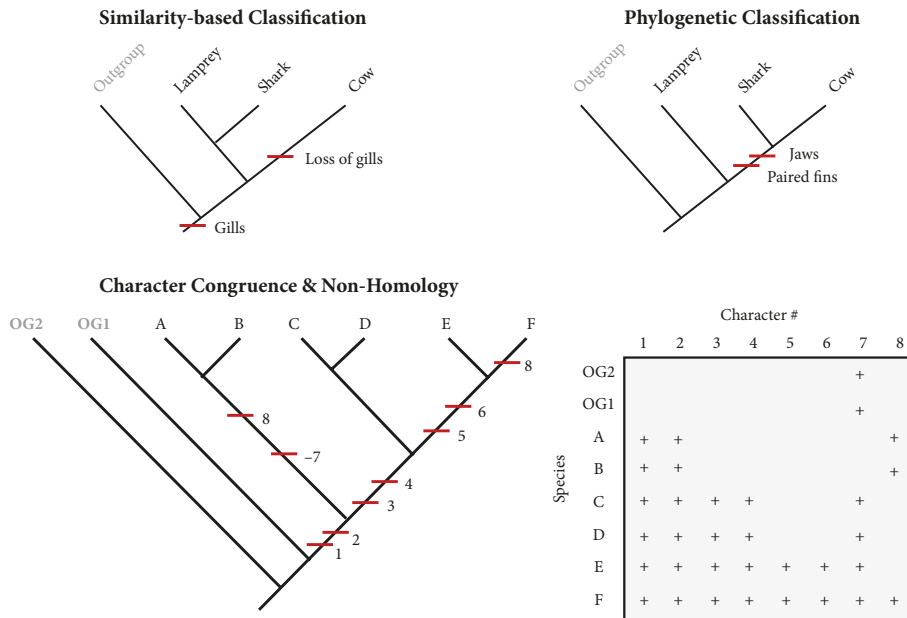 Similarity-based Classification
Outgroup
Lamprey
Shark
Cow
Loss of gills
Gills
Phylogenetic Classification
Outgroup
Lamprey
Shark
Cow
Jaws
Paired fins
Character Congruence & Non-Homology
OG2 OG1 A B C D E F
8
6
8
5
–7
4
3
2
1
Character #
1 2 3 4 5 6 7 8
Species
OG2 +
OG1 +
A + + +
B + + +
C + + + + +
D + + + + +
E + + + + + + +
F + + + + + + + +